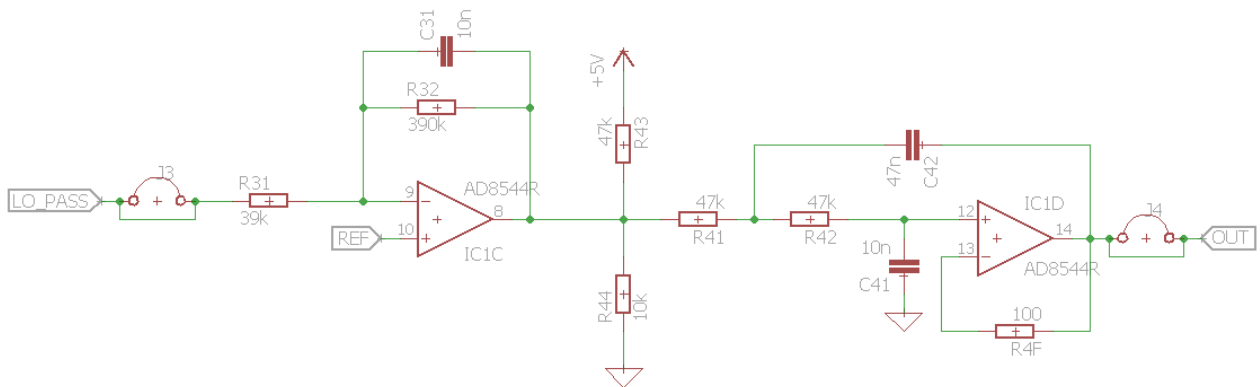 LO_PASS
J3
R31
39k
C31
10n
R32
390k
9
10
8
AD8544R
IC1C
REF
+5V
47k
R43
R44
10k
47k
R41
47k
R42
47n
C42
10n
C41
12
13
14
IC1D
AD8544R
100
R4F
J4
OUT